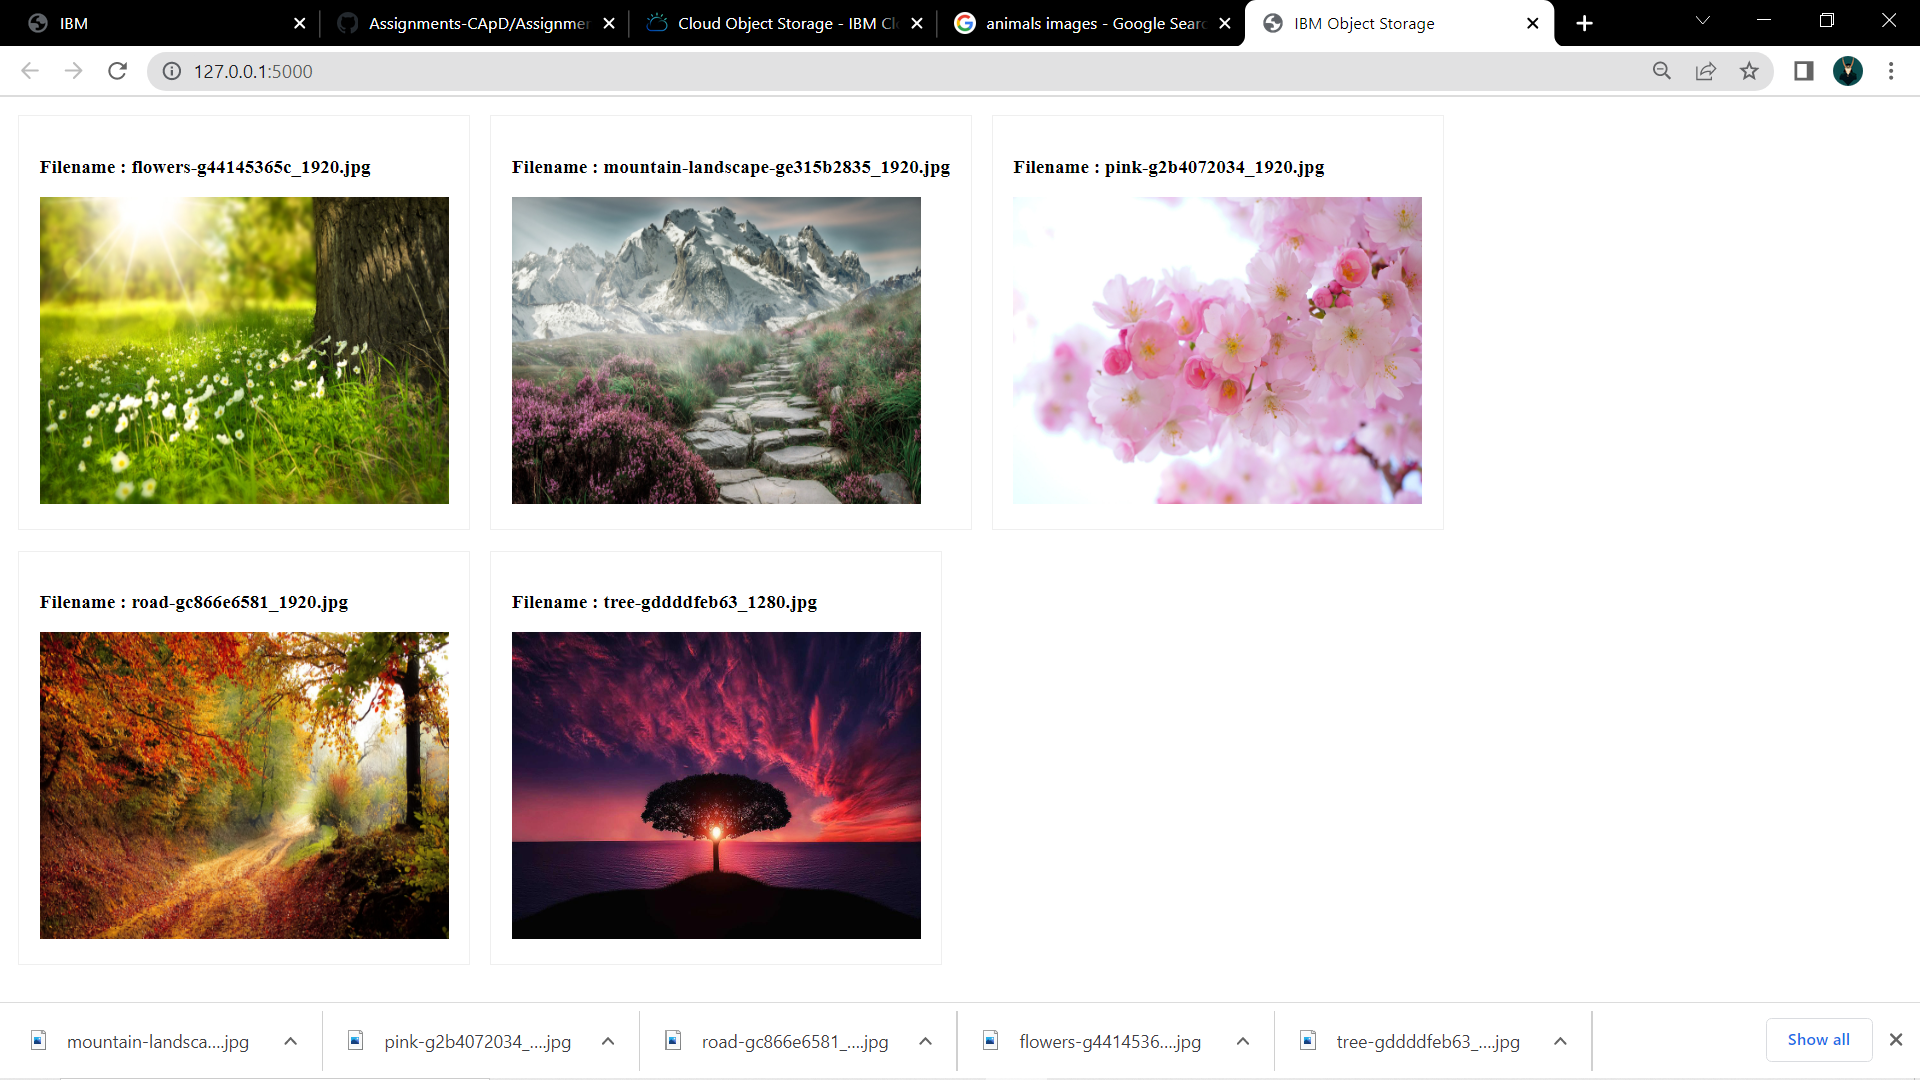 IBM
Assignments-CApD/Assignmer
Cloud Object Storage - IBM Cl
animals images - Google Searc
IBM Object Storage
127.0.0.1:5000
Filename : flowers-g44145365c_1920.jpg
Filename : mountain-landscape-ge315b2835_1920.jpg
Filename : pink-g2b4072034_1920.jpg
Filename : road-gc866e6581_1920.jpg
Filename : tree-gddddfeb63_1280.jpg
mountain-landsca....jpg
pink-g2b4072034_....jpg
road-gc866e6581_....jpg
flowers-g4414536....jpg
tree-gddddfeb63_....jpg
Show all